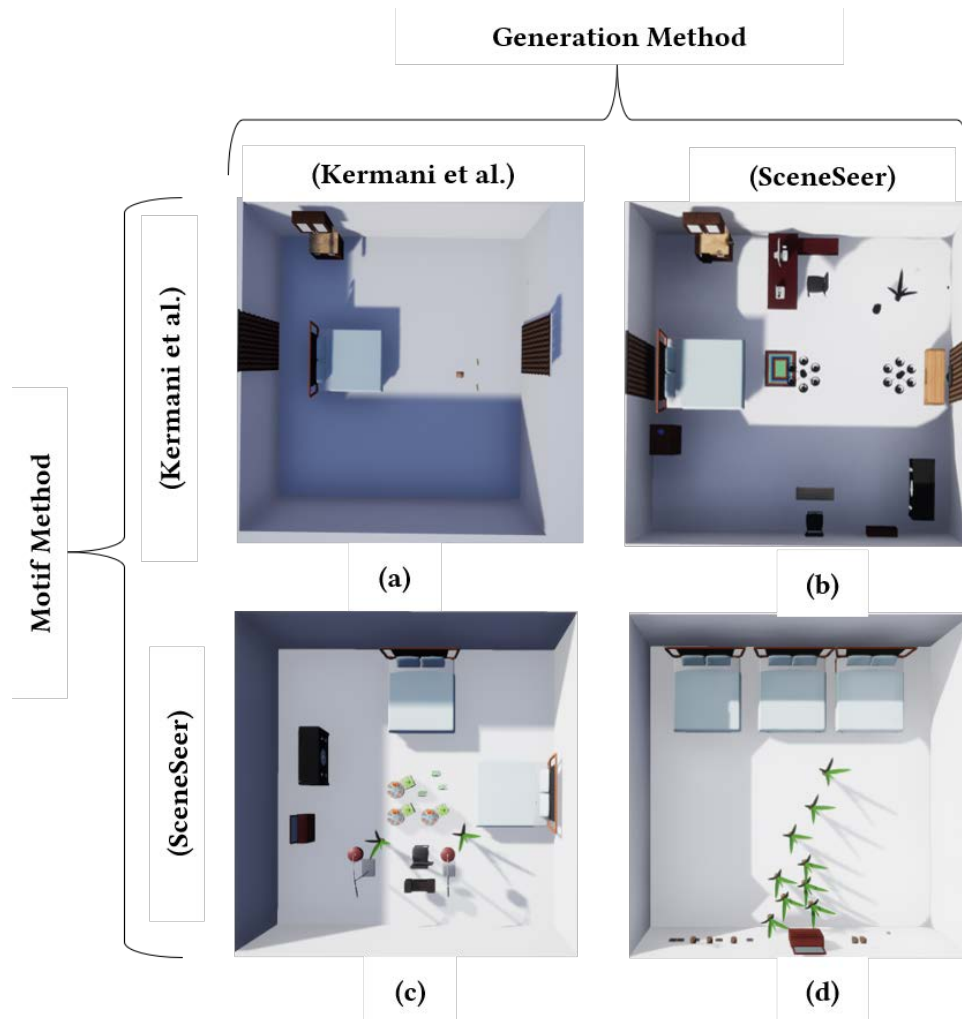 Generation Method
(Kermani et al.)
(SceneSeer)
Motif Method
(Kermani et al.)
(a)
(b)
(SceneSeer)
(c)
(d)